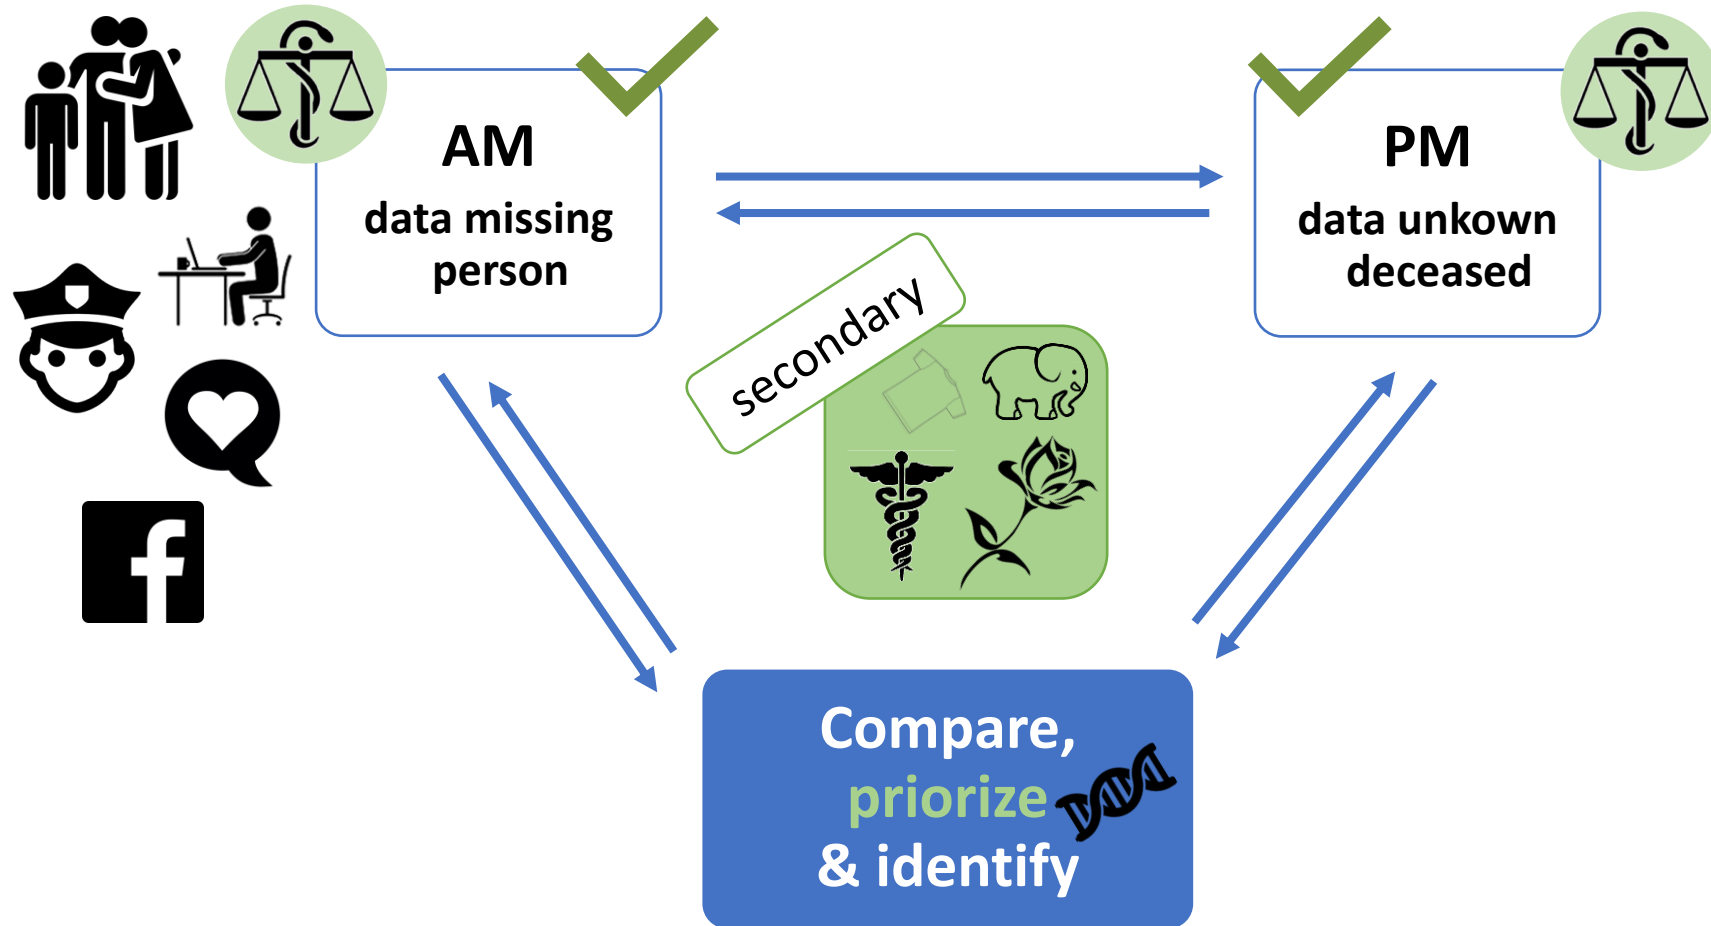 AM
data missing
person
PM
data unkown
deceased
secondary
Compare,
priorize
& identify